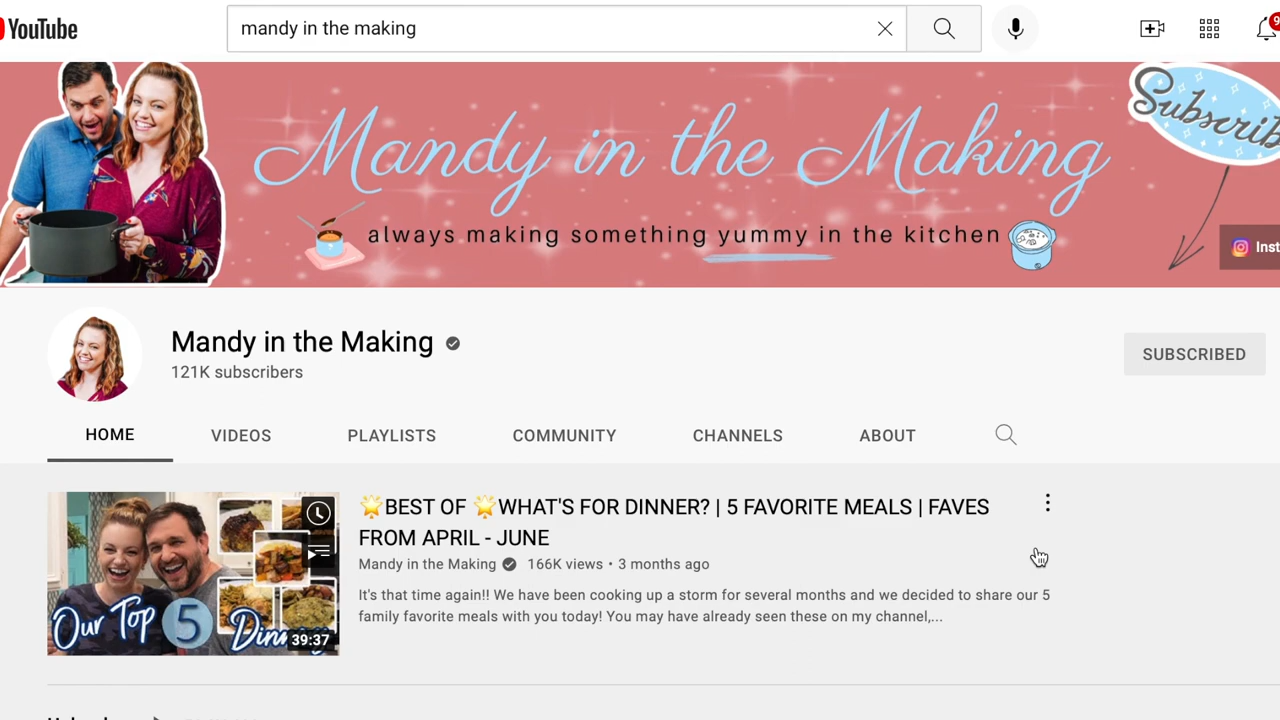 YouTube
mandy in the making
9
Mandy in the Making
always making something yummy in the kitchen
Mandy in the Making
121K subscribers
SUBSCRIBED
HOME VIDEOS PLAYLISTS COMMUNITY CHANNELS ABOUT
Our Top 5
39:37
🌟BEST OF 🌟WHAT'S FOR DINNER? | 5 FAVORITE MEALS | FAVES
FROM APRIL - JUNE
Mandy in the Making 166K views • 3 months ago
It's that time again!! We have been cooking up a storm for several months and we decided to share our 5
family favorite meals with you today! You may have already seen these on my channel,...